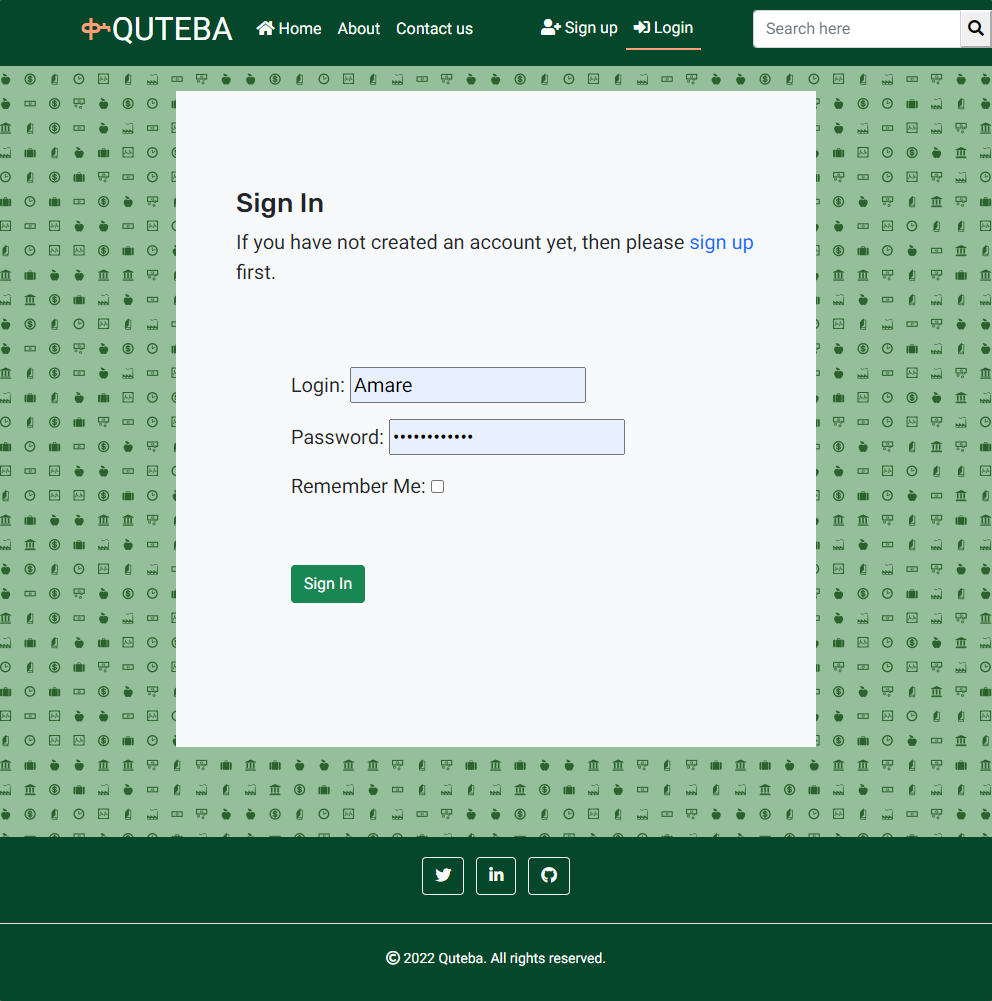 ቁQUTEBA Home About Contact us Sign up Login Search here
Sign In
If you have not created an account yet, then please sign up
first.
Login: Amare
Password: ••••••••••••
Remember Me:
Sign In
© 2022 Quteba. All rights reserved.